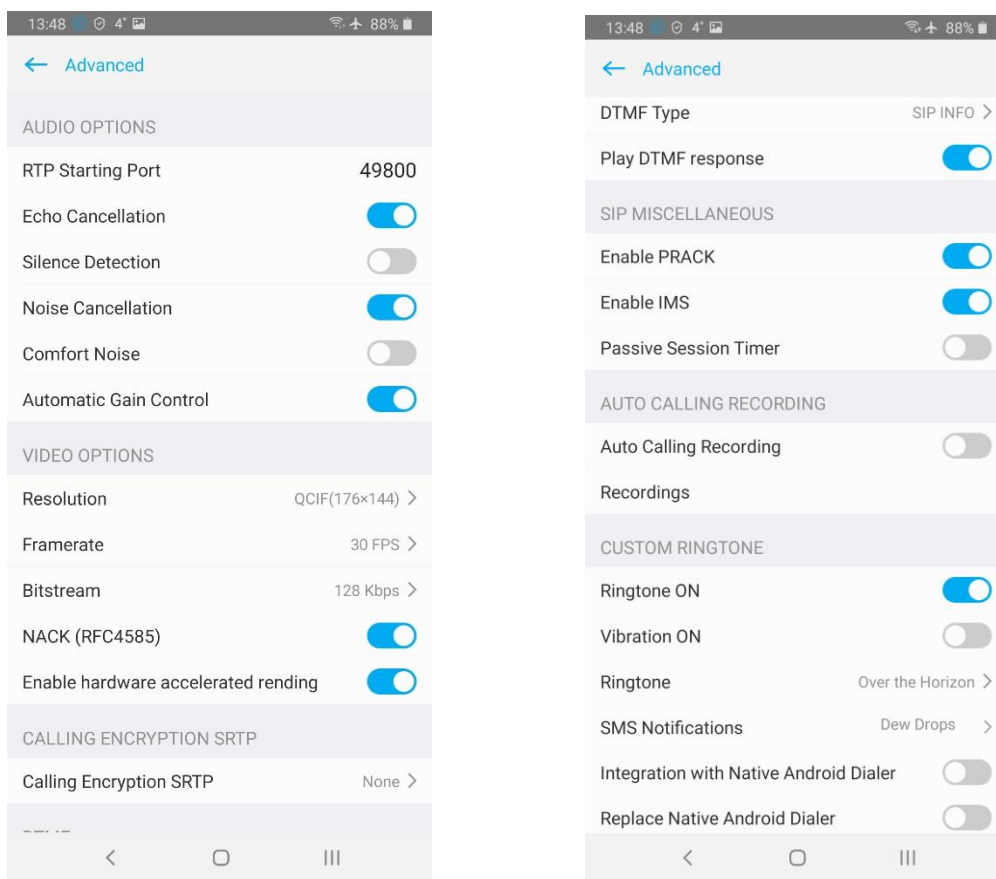 13:48 4° 88%
Advanced
AUDIO OPTIONS
RTP Starting Port 49800
Echo Cancellation
Silence Detection
Noise Cancellation
Comfort Noise
Automatic Gain Control
VIDEO OPTIONS
Resolution QCIF(176×144)
Framerate 30 FPS
Bitstream 128 Kbps
NACK (RFC4585)
Enable hardware accelerated rending
CALLING ENCRYPTION SRTP
Calling Encryption SRTP None
13:48 4° 88%
Advanced
DTMF Type SIP INFO
Play DTMF response
SIP MISCELLANEOUS
Enable PRACK
Enable IMS
Passive Session Timer
AUTO CALLING RECORDING
Auto Calling Recording
Recordings
CUSTOM RINGTONE
Ringtone ON
Vibration ON
Ringtone Over the Horizon
SMS Notifications Dew Drops
Integration with Native Android Dialer
Replace Native Android Dialer